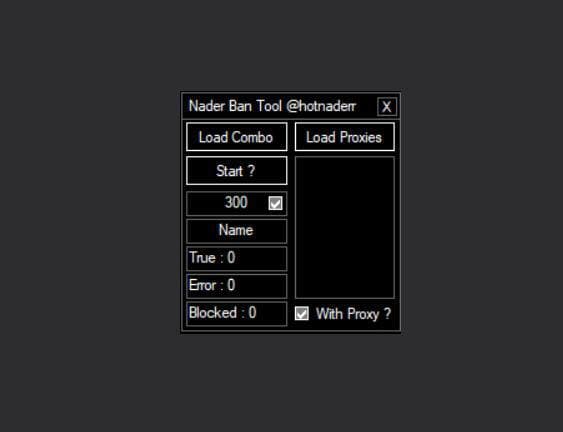 Nader Ban Tool @hotnaderr X
Load Combo
Load Proxies
Start ?
300
Name
True : 0
Error : 0
Blocked : 0
With Proxy ?